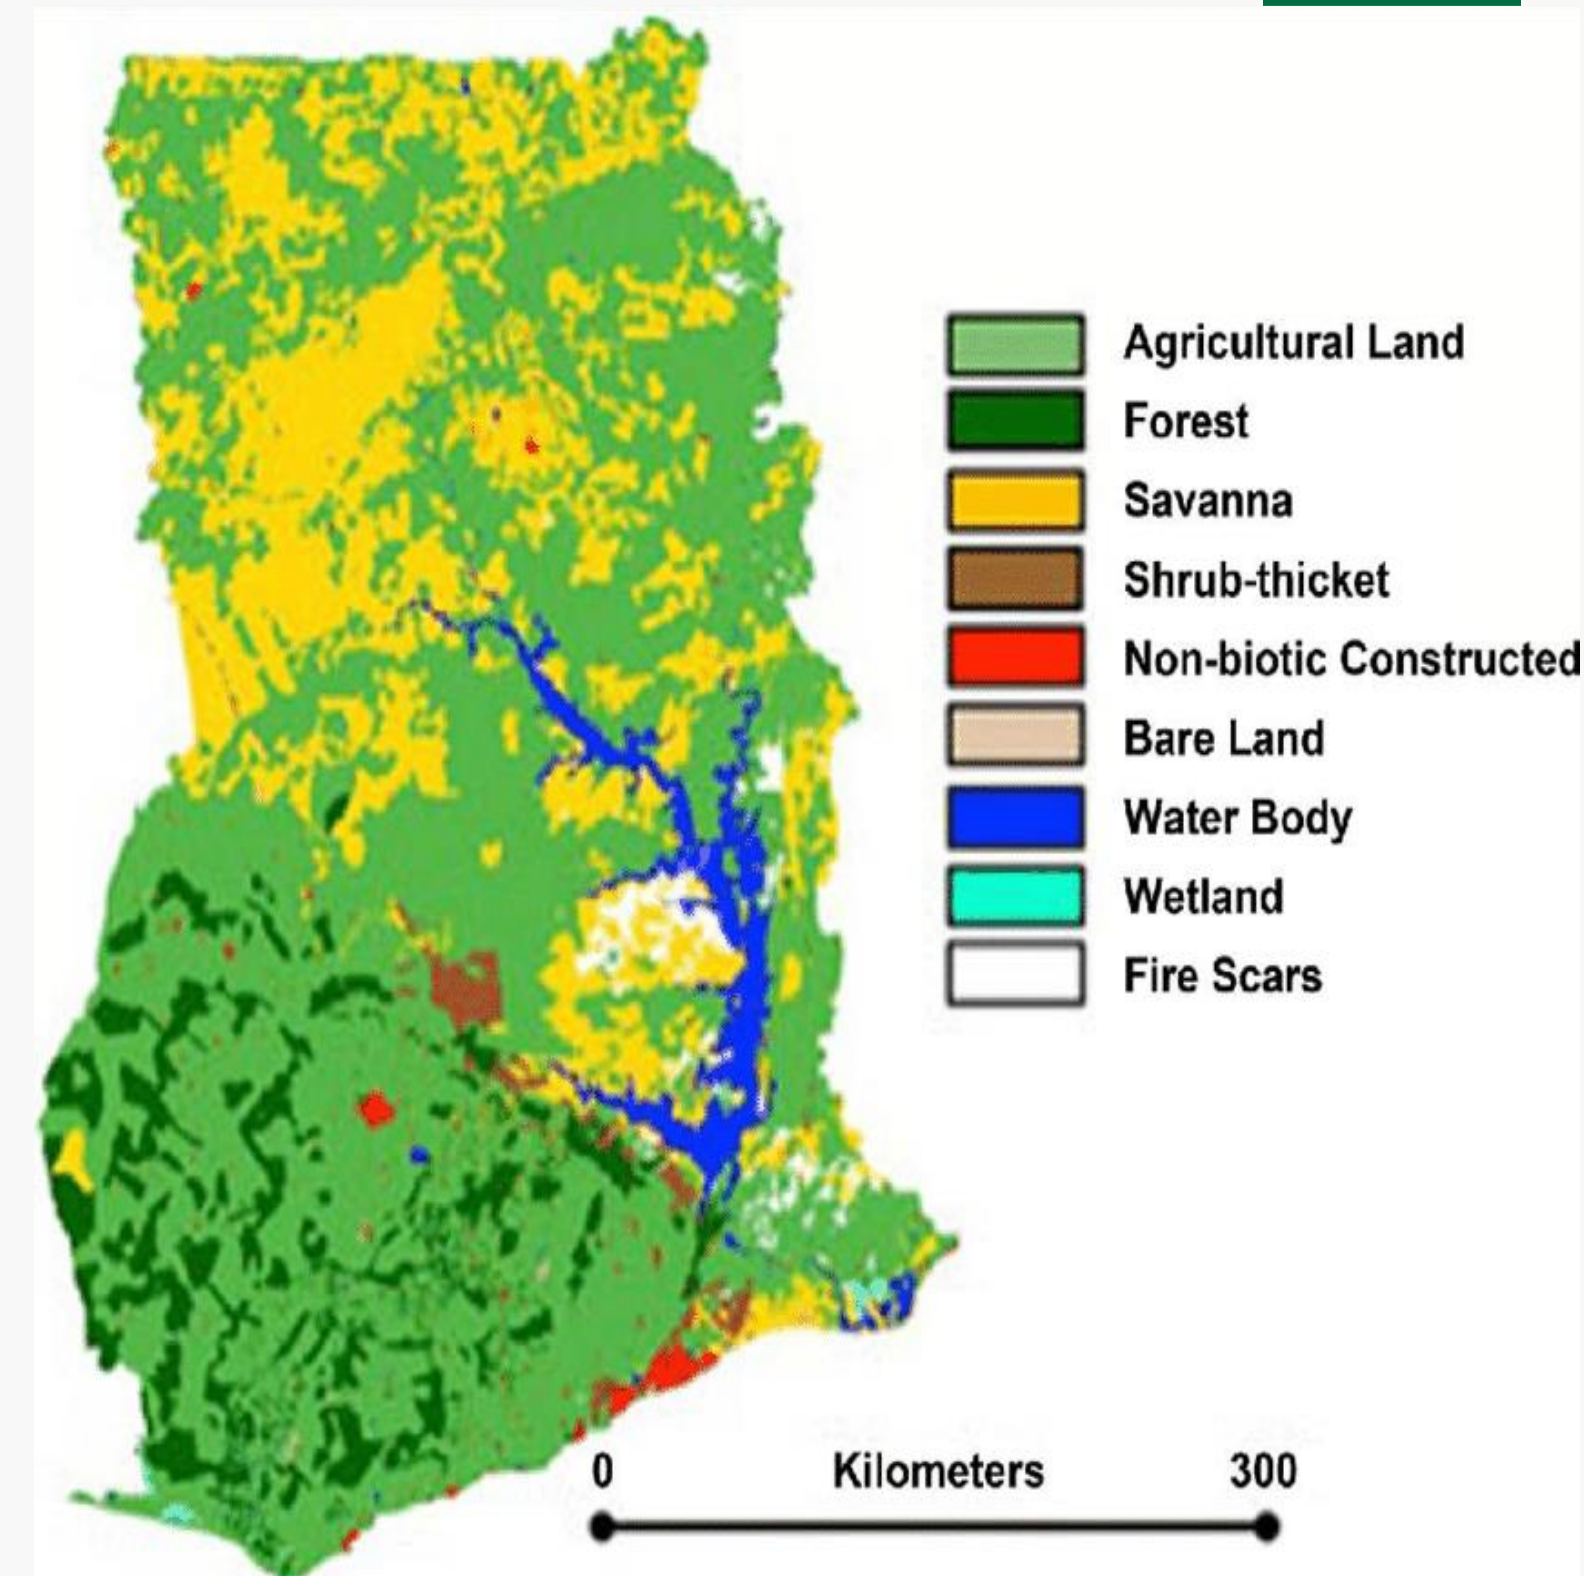 Agricultural Land
Forest
Savanna
Shrub-thicket
Non-biotic Constructed
Bare Land
Water Body
Wetland
Fire Scars
0 Kilometers 300